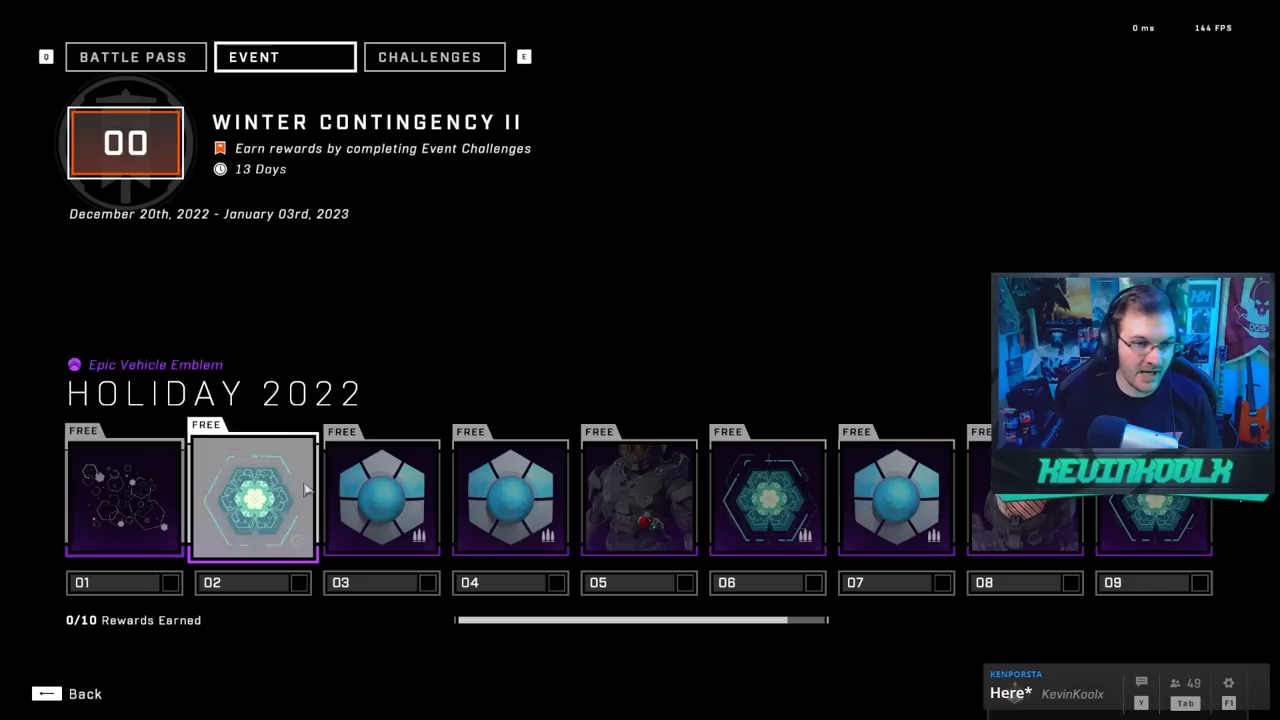 0 ms 144 FPS
Q BATTLE PASS EVENT CHALLENGES E
00
WINTER CONTINGENCY II
Earn rewards by completing Event Challenges
13 Days
December 20th, 2022 - January 03rd, 2023
Epic Vehicle Emblem
HOLIDAY 2022
FREE FREE FREE FREE FREE FREE FREE
KEVINKOOLX
01 02 03 04 05 06 07 08 09
0/10 Rewards Earned
KENPORSTA
Here* KevinKoolx
49
Y Tab F1
Back